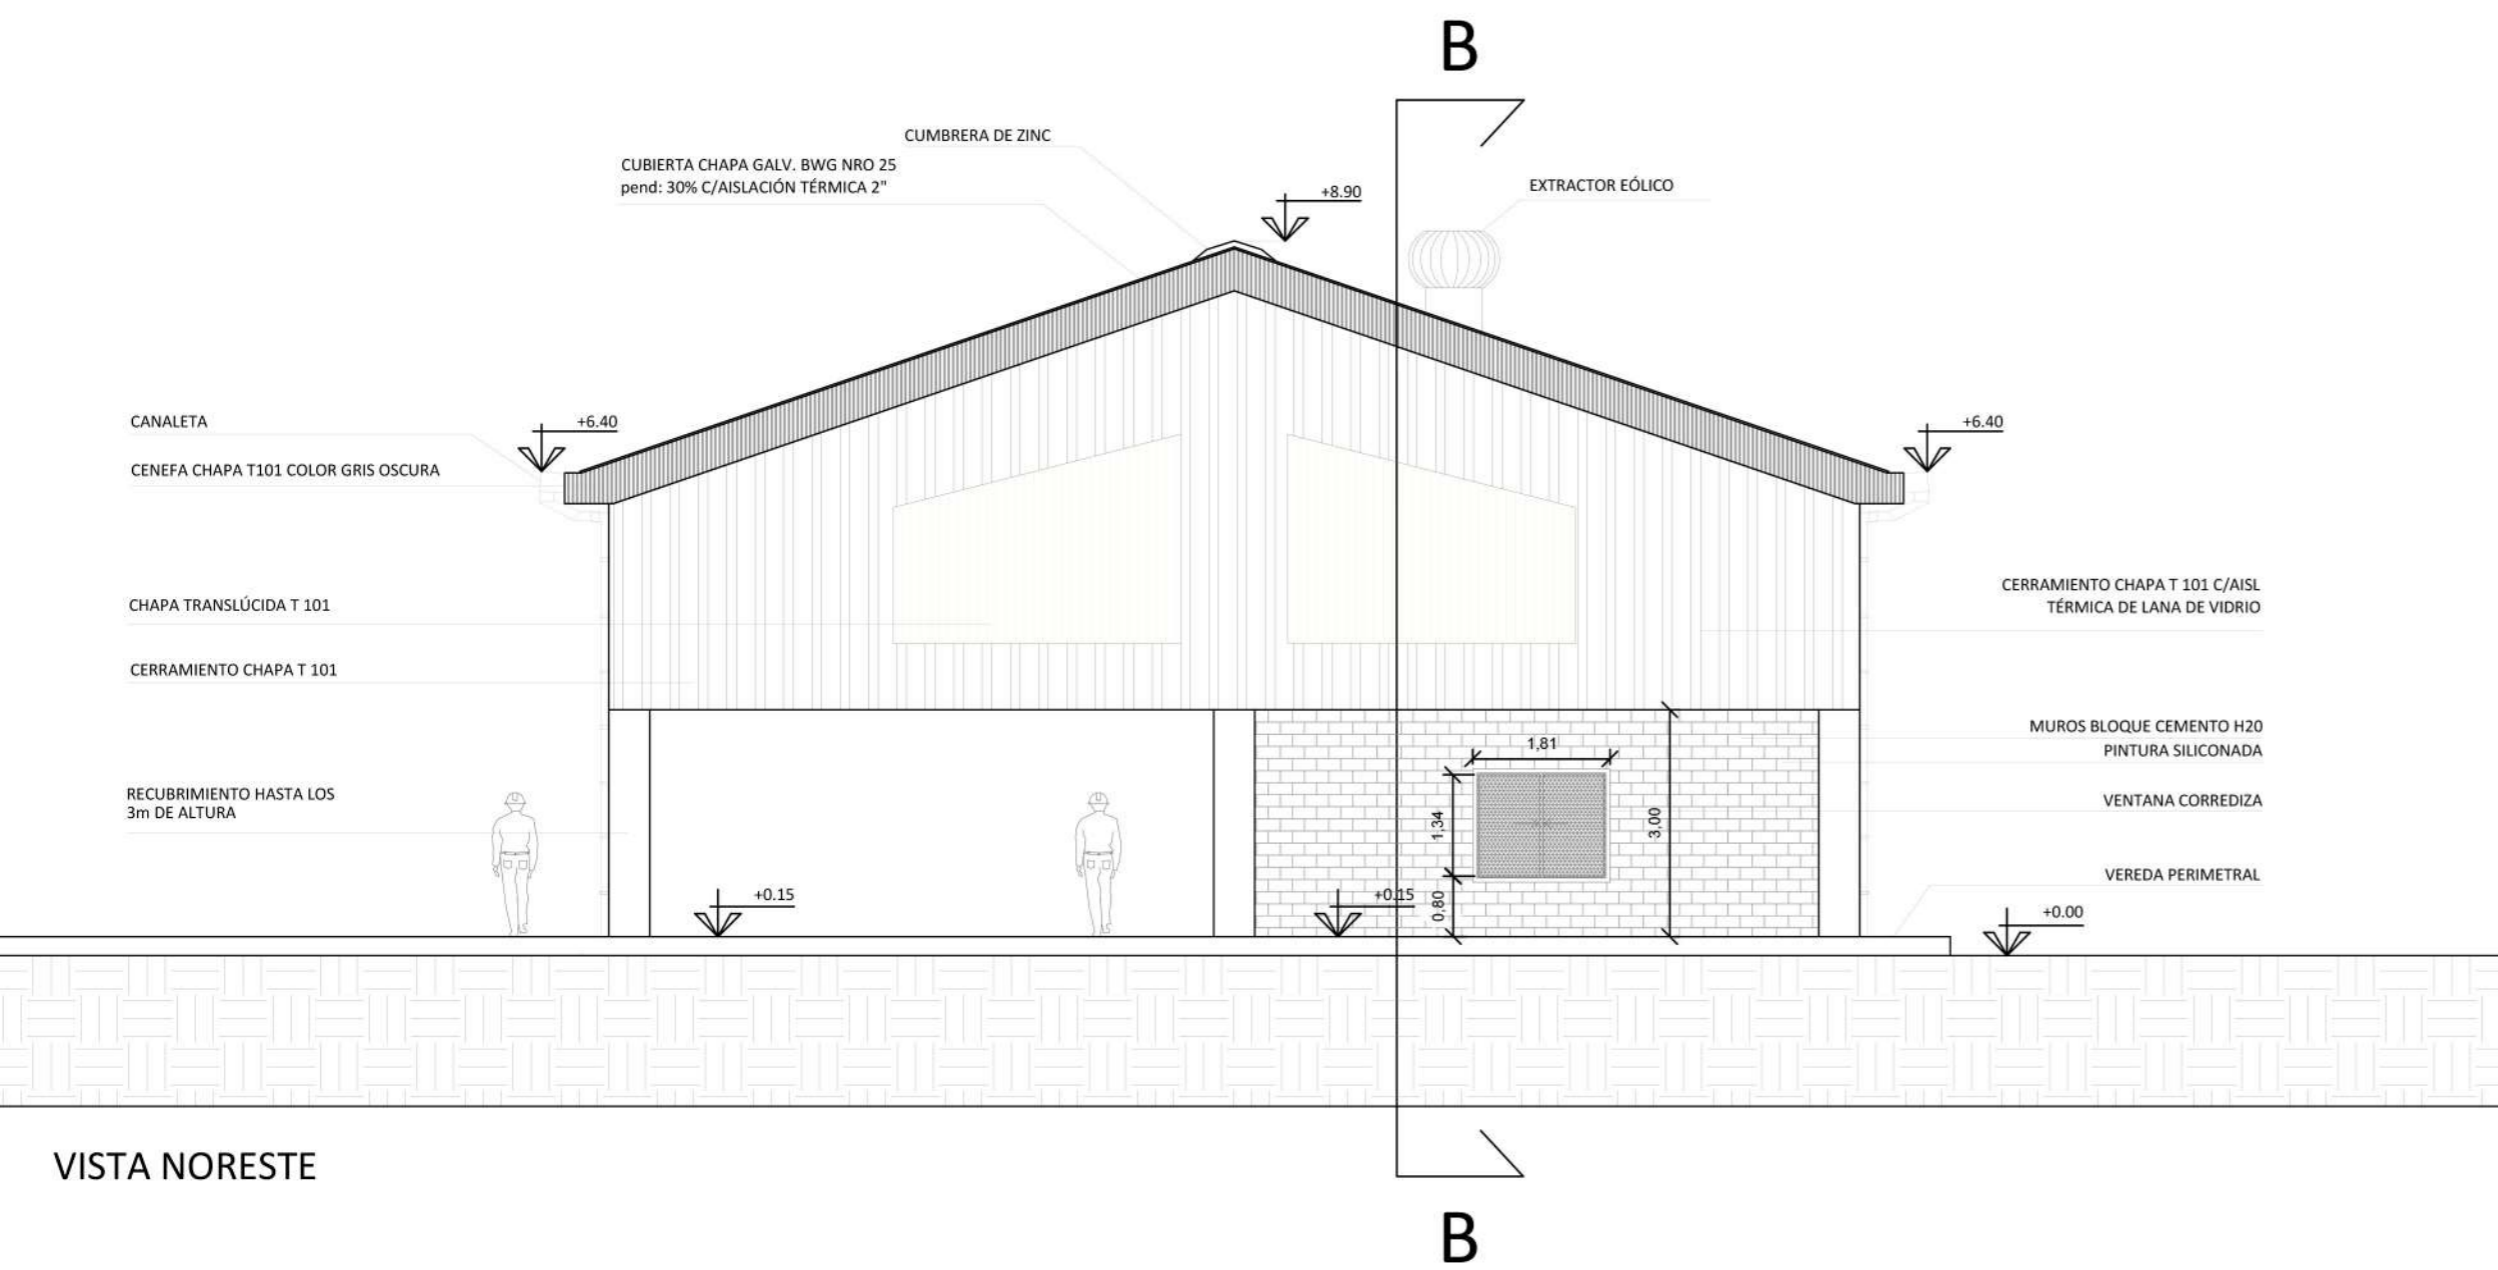 B
CUMBRERA DE ZINC
CUBIERTA CHAPA GALV. BWG NRO 25
pend: 30% C/AISLACIÓN TÉRMICA 2"
+8.90
EXTRACTOR EÓLICO
CANALETA
+6.40
+6.40
CENEFA CHAPA T101 COLOR GRIS OSCURA
CHAPA TRANSLÚCIDA T 101
CERRAMIENTO CHAPA T 101 C/AISL
TÉRMICA DE LANA DE VIDRIO
CERRAMIENTO CHAPA T 101
MUROS BLOQUE CEMENTO H20
PINTURA SILICONADA
1,81
RECUBRIMIENTO HASTA LOS
3m DE ALTURA
1,34
3,00
VENTANA CORREDIZA
VEREDA PERIMETRAL
+0.15
+0.15
0,80
+0.00
VISTA NORESTE
B